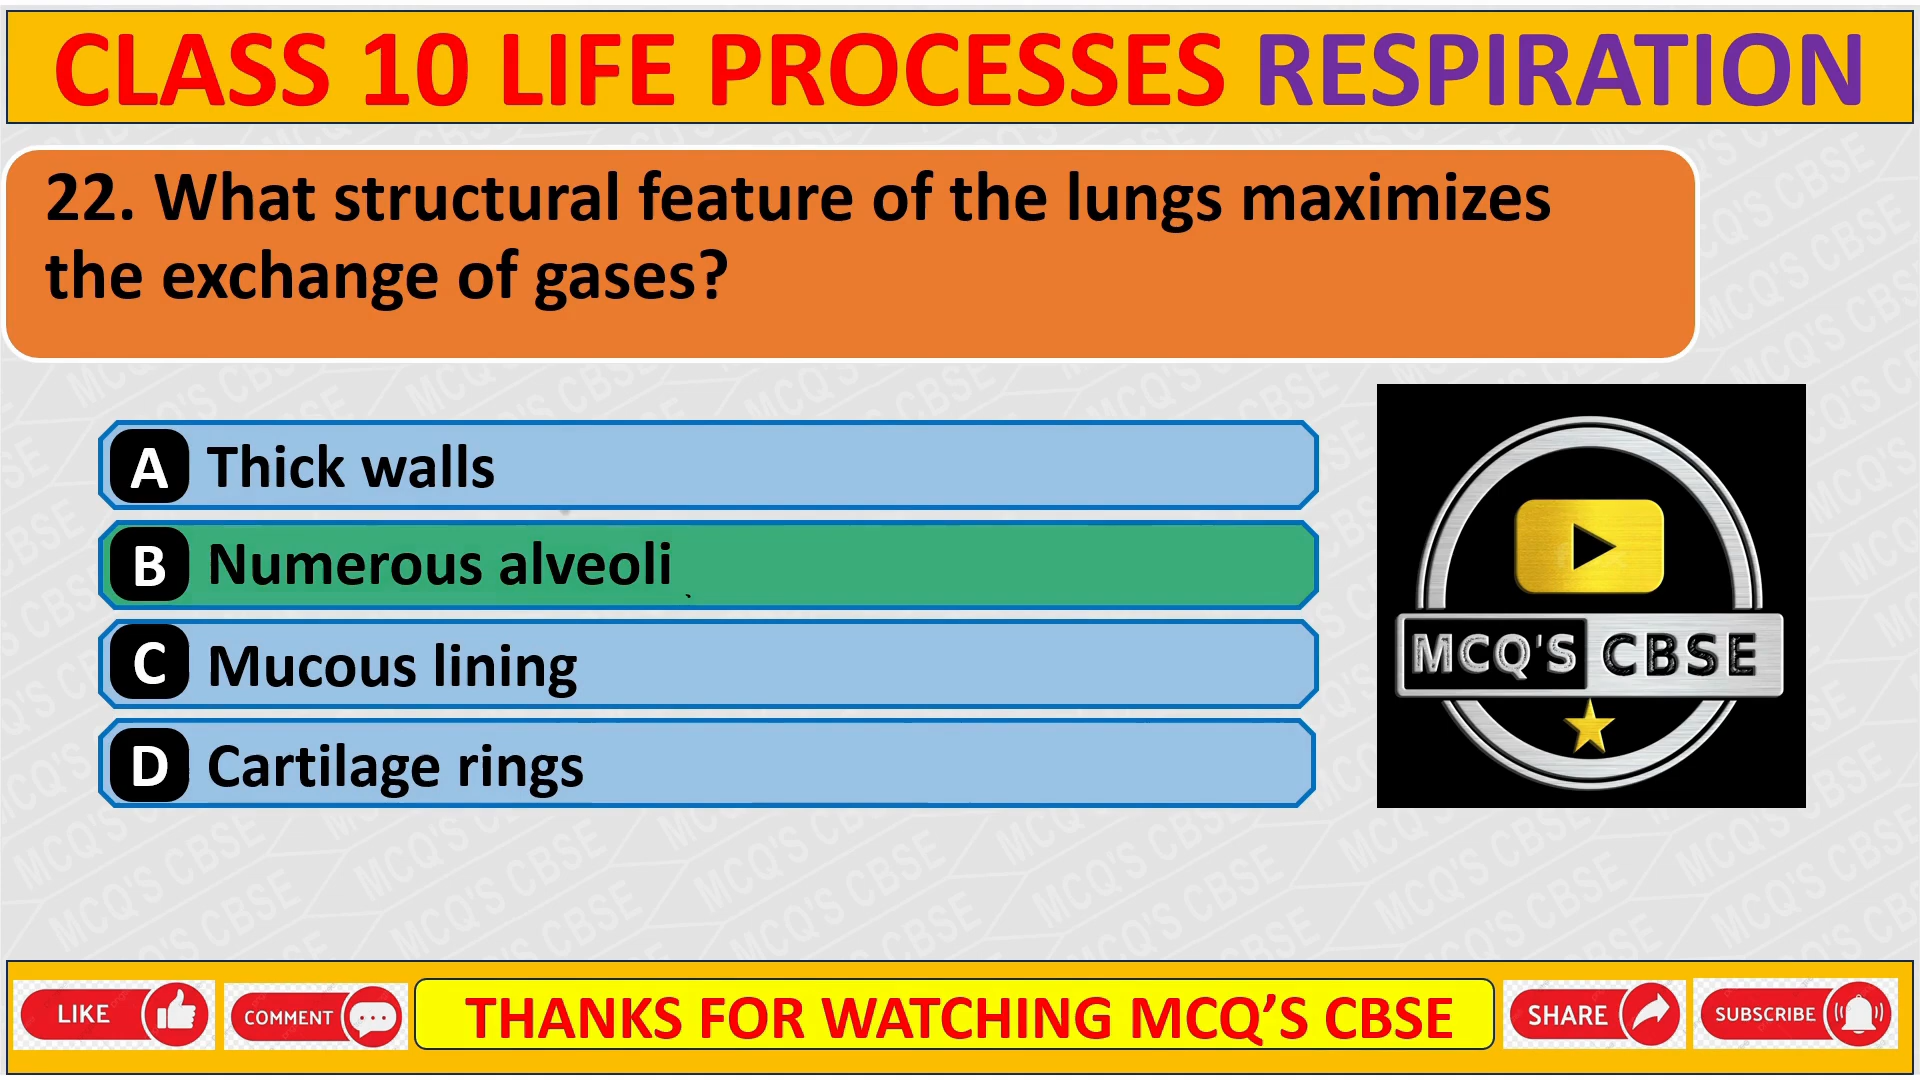 CLASS 10 LIFE PROCESSES RESPIRATION
22. What structural feature of the lungs maximizes
the exchange of gases?
A Thick walls
B Numerous alveoli
C Mucous lining
D Cartilage rings
MCQ'S CBSE
LIKE
COMMENT
THANKS FOR WATCHING MCQ’S CBSE
SHARE
SUBSCRIBE